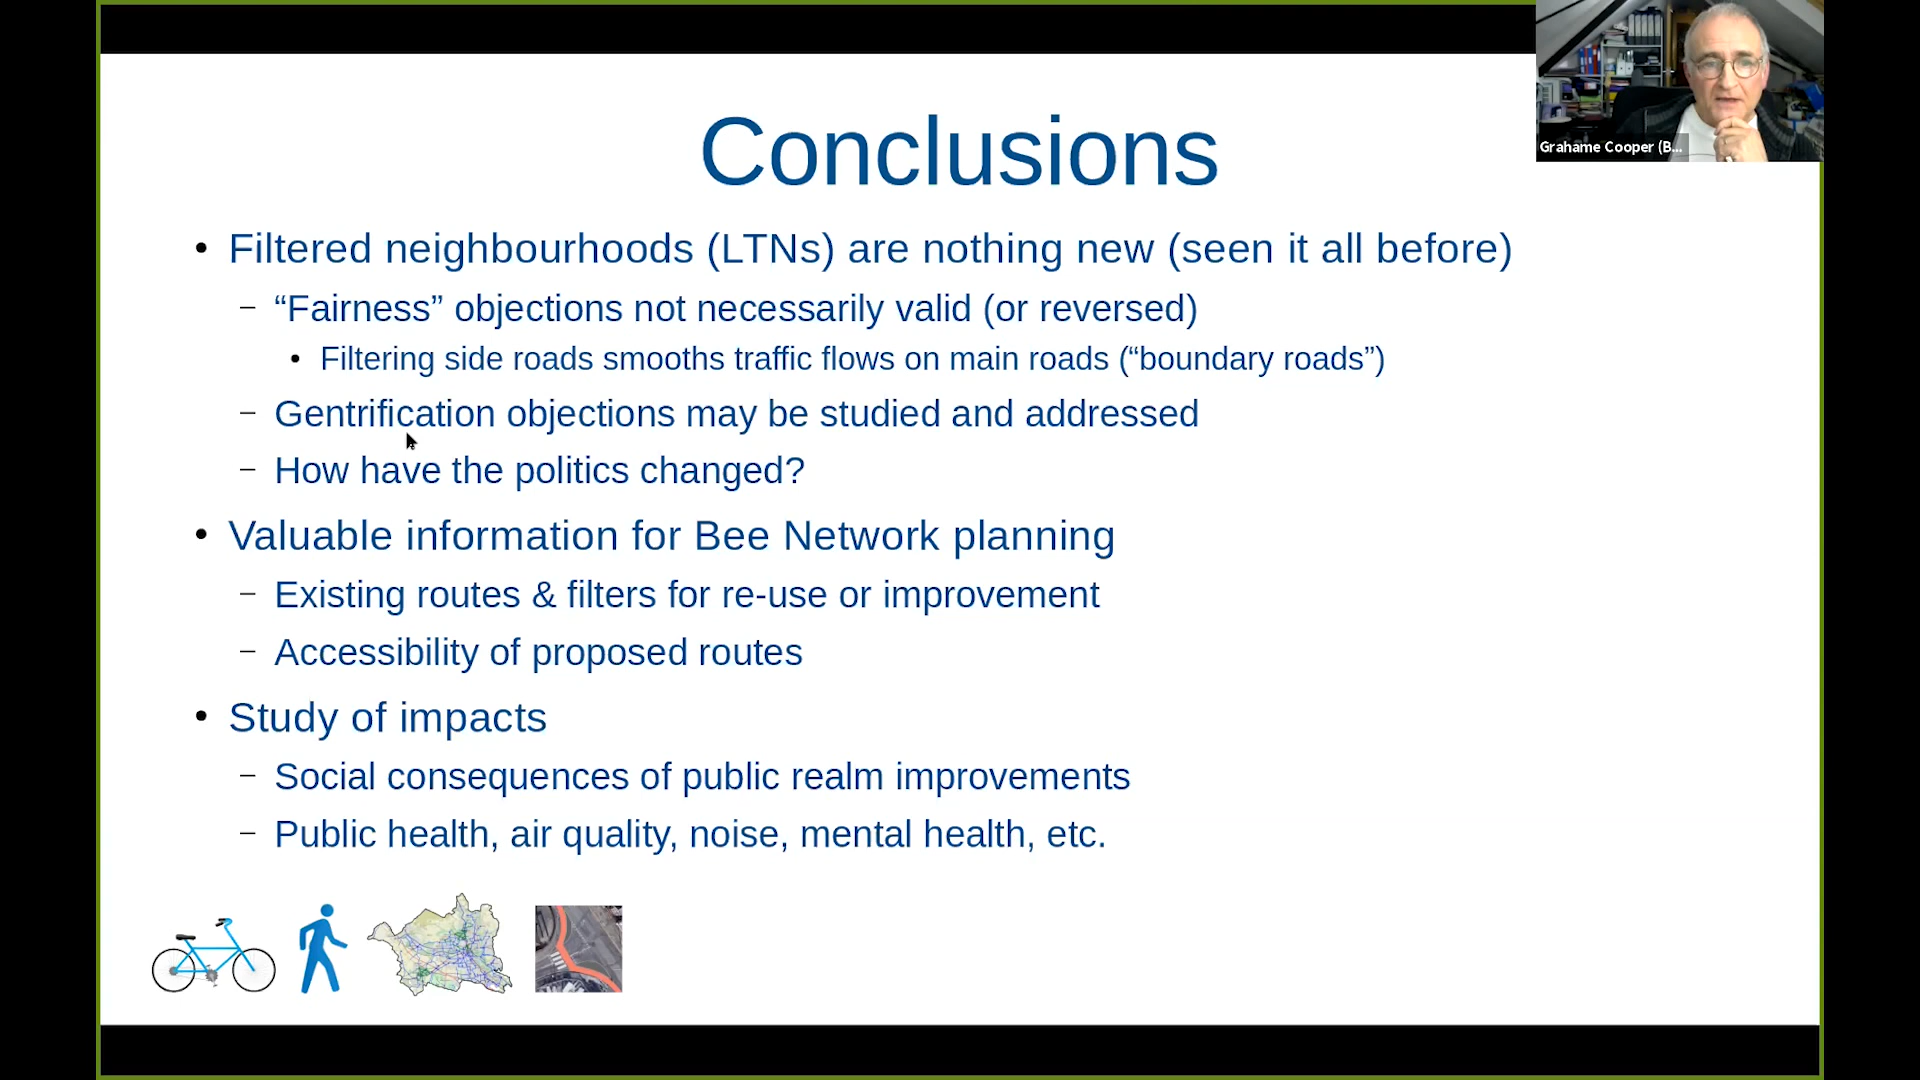 Conclusions
Grahame Cooper (B...
• Filtered neighbourhoods (LTNs) are nothing new (seen it all before)
– “Fairness” objections not necessarily valid (or reversed)
• Filtering side roads smooths traffic flows on main roads (“boundary roads”)
– Gentrification objections may be studied and addressed
– How have the politics changed?
• Valuable information for Bee Network planning
– Existing routes & filters for re-use or improvement
– Accessibility of proposed routes
• Study of impacts
– Social consequences of public realm improvements
– Public health, air quality, noise, mental health, etc.